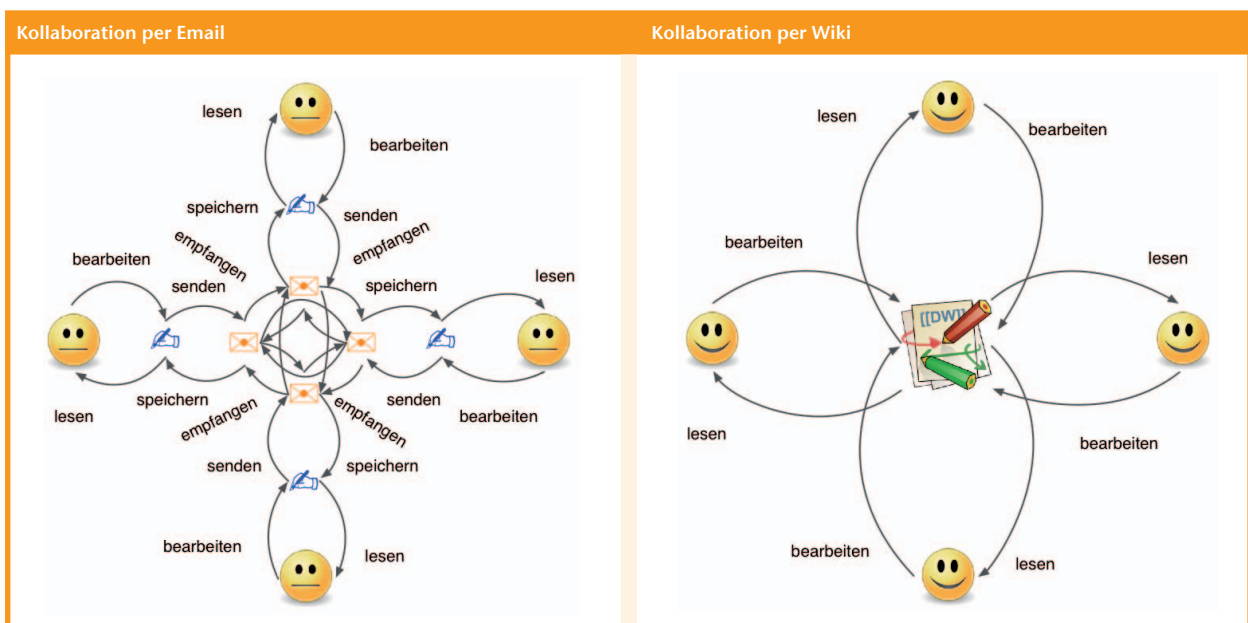 Kollaboration per Email
lesen
bearbeiten
speichern
senden
empfangen
empfangen
bearbeiten
senden
speichern
lesen
lesen
speichern
empfangen
empfangen
senden
bearbeiten
senden
speichern
bearbeiten
lesen
Kollaboration per Wiki
lesen
bearbeiten
bearbeiten
lesen
[[DW]]
lesen
bearbeiten
bearbeiten
lesen